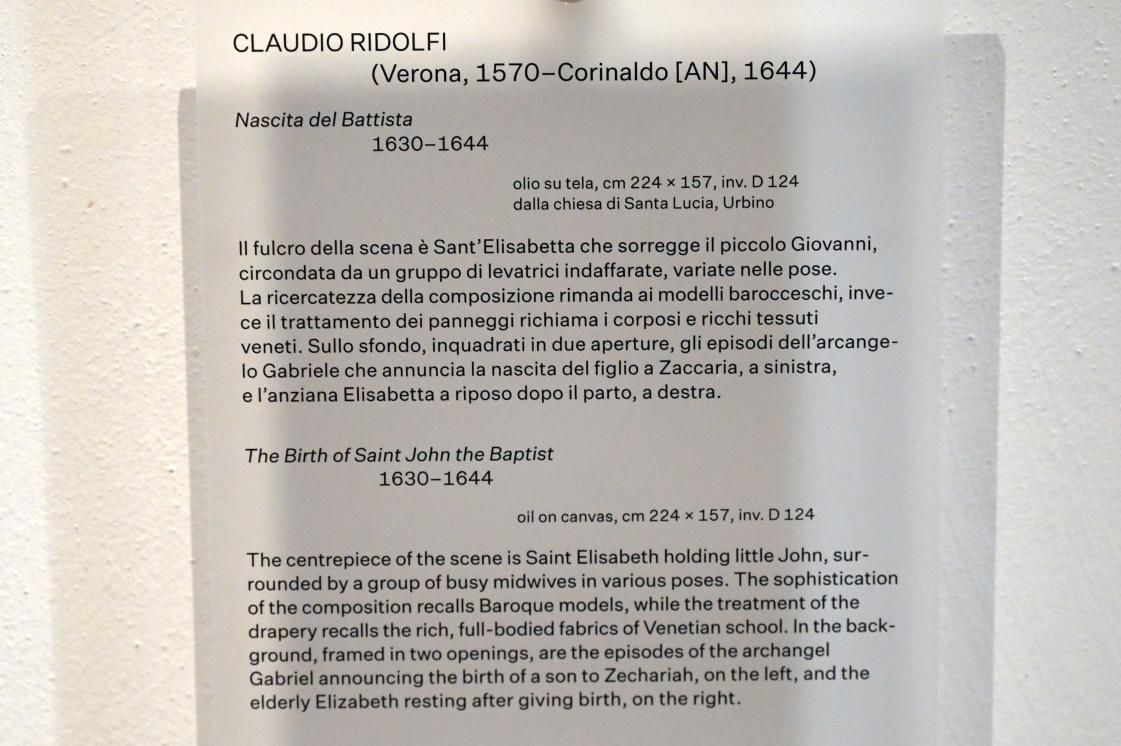 CLAUDIO RIDOLFI
(Verona, 1570–Corinaldo [AN], 1644)
Nascita del Battista
1630–1644
olio su tela, cm 224 × 157, inv. D 124
dalla chiesa di Santa Lucia, Urbino
Il fulcro della scena è Sant'Elisabetta che sorregge il piccolo Giovanni,
circondata da un gruppo di levatrici indaffarate, variate nelle pose.
La ricercatezza della composizione rimanda ai modelli barocceschi, inve-
ce il trattamento dei panneggi richiama i corposi e ricchi tessuti
veneti. Sullo sfondo, inquadrati in due aperture, gli episodi dell'arcange-
lo Gabriele che annuncia la nascita del figlio a Zaccaria, a sinistra,
e l'anziana Elisabetta a riposo dopo il parto, a destra.
The Birth of Saint John the Baptist
1630–1644
oil on canvas, cm 224 × 157, inv. D 124
The centrepiece of the scene is Saint Elisabeth holding little John, sur-
rounded by a group of busy midwives in various poses. The sophistication
of the composition recalls Baroque models, while the treatment of the
drapery recalls the rich, full-bodied fabrics of Venetian school. In the back-
ground, framed in two openings, are the episodes of the archangel
Gabriel announcing the birth of a son to Zechariah, on the left, and the
elderly Elizabeth resting after giving birth, on the right.